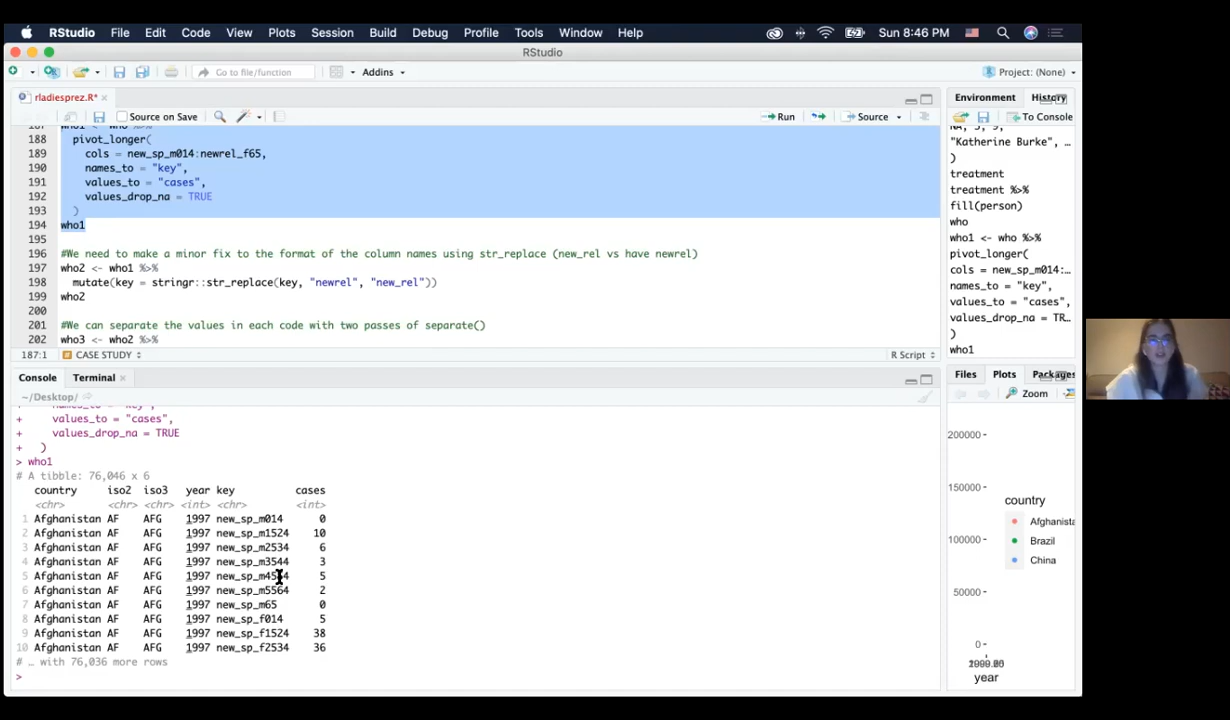 RStudio File Edit Code View Plots Session Build Debug Profile Tools Window Help Sun 8:46 PM
RStudio
Go to file/function Addins Project: (None)
rladiesprez.R*
Source on Save Run Source
188 pivot_longer(
189 cols = new_sp_m014:newrel_f65,
190 names_to = "key",
191 values_to = "cases",
192 values_drop_na = TRUE
193 )
194 who1
195
196 #We need to make a minor fix to the format of the column names using str_replace (new_rel vs have newrel)
197 who2 <- who1 %>%
198 mutate(key = stringr::str_replace(key, "newrel", "new_rel"))
199 who2
200
201 #We can separate the values in each code with two passes of separate()
202 who3 <- who2 %>%
187:1 CASE STUDY R Script
Console Terminal
~/Desktop/
+ values_to = "cases",
+ values_drop_na = TRUE
+ )
> who1
# A tibble: 76,046 x 6
country iso2 iso3 year key cases
<chr> <chr> <chr> <int> <chr> <int>
1 Afghanistan AF AFG 1997 new_sp_m014 0
2 Afghanistan AF AFG 1997 new_sp_m1524 10
3 Afghanistan AF AFG 1997 new_sp_m2534 6
4 Afghanistan AF AFG 1997 new_sp_m3544 3
5 Afghanistan AF AFG 1997 new_sp_m4554 5
6 Afghanistan AF AFG 1997 new_sp_m5564 2
7 Afghanistan AF AFG 1997 new_sp_m65 0
8 Afghanistan AF AFG 1997 new_sp_f014 5
9 Afghanistan AF AFG 1997 new_sp_f1524 38
10 Afghanistan AF AFG 1997 new_sp_f2534 36
# … with 76,036 more rows
>
Environment History
To Console
NA, 3, 9,
"Katherine Burke", …
)
treatment
treatment %>%
fill(person)
who
who1 <- who %>%
pivot_longer(
cols = new_sp_m014:…
names_to = "key",
values_to = "cases",
values_drop_na = TR…
)
who1
Files Plots Packages
Zoom
200000
150000
100000
50000
0
year
country
Afghanista
Brazil
China